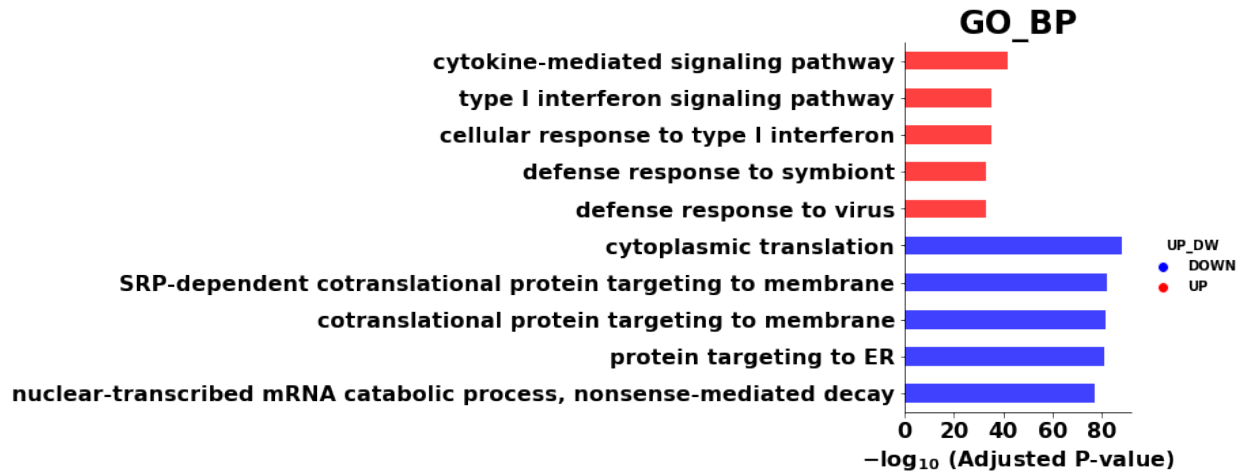 GO_BP
cytokine-mediated signaling pathway
type I interferon signaling pathway
cellular response to type I interferon
defense response to symbiont
defense response to virus
cytoplasmic translation
SRP-dependent cotranslational protein targeting to membrane
cotranslational protein targeting to membrane
protein targeting to ER
nuclear-transcribed mRNA catabolic process, nonsense-mediated decay
0 20 40 60 80
−log₁₀ (Adjusted P-value)
UP_DW
DOWN
UP